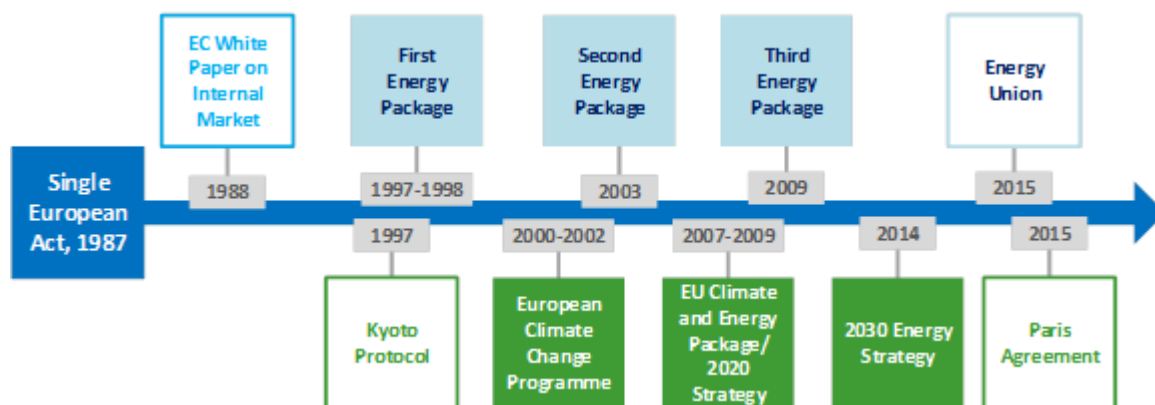 EC White
Paper on
Internal
Market
First
Energy
Package
Second
Energy
Package
Third
Energy
Package
Energy
Union
Single
European
Act, 1987
1988
1997-1998
2003
2009
2015
1997
2000-2002
2007-2009
2014
2015
Kyoto
Protocol
European
Climate
Change
Programme
EU Climate
and Energy
Package/
2020
Strategy
2030 Energy
Strategy
Paris
Agreement